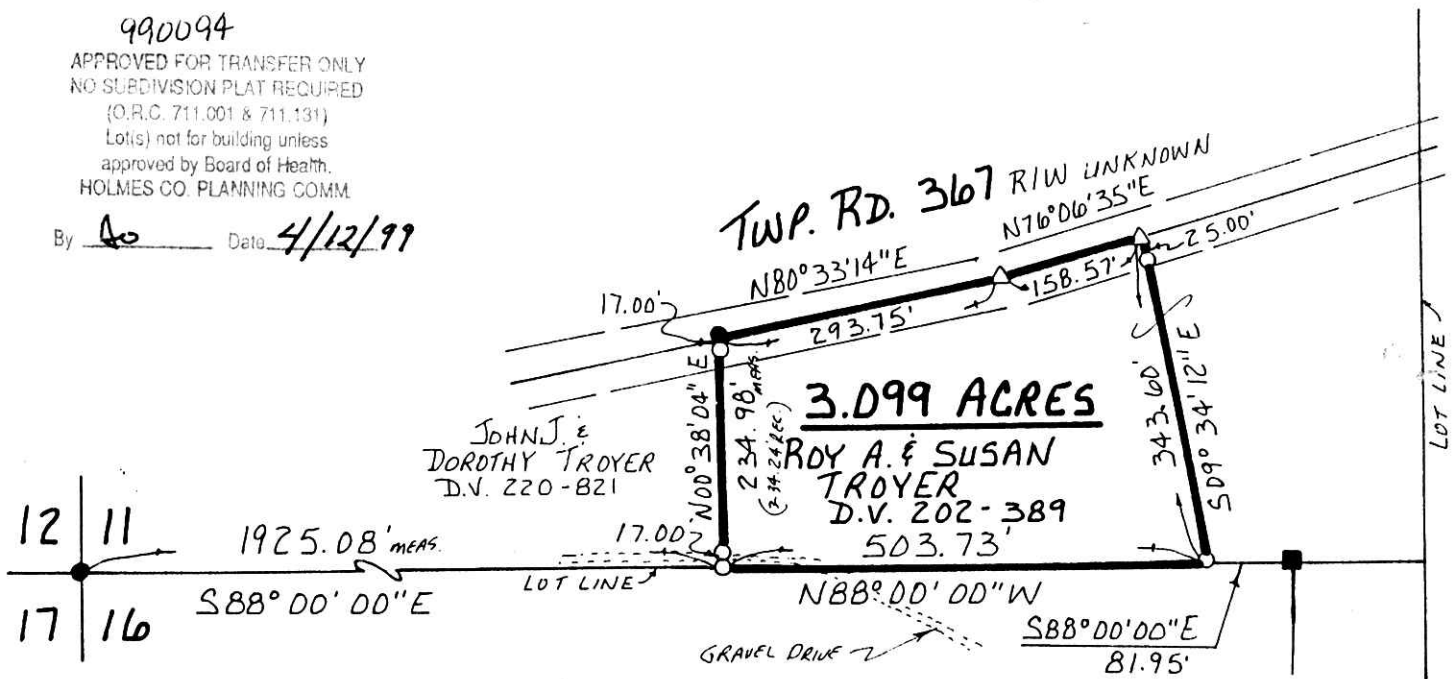 990094
APPROVED FOR TRANSFER ONLY
NO SUBDIVISION PLAT REQUIRED
(O.R.C. 711.001 & 711.131)
Lot(s) not for building unless
approved by Board of Health.
HOLMES CO. PLANNING COMM.
By Date 4/12/99
TWP. RD. 367 R/W UNKNOWN
N76°06'35"E
N80°33'14"E
25.00'
158.57'
17.00'
293.75'
N00°38'04" E
234.98' MEAS.
(234.24 REC.)
343.60'
S09°34'12" E
LOT LINE
3.099 ACRES
ROY A. & SUSAN
TROYER
D.V. 202-389
JOHN J. &
DOROTHY TROYER
D.V. 220-821
12 11
17 16
1925.08' MEAS.
S88°00'00"E
17.00'
503.73'
LOT LINE
N88°00'00"W
GRAVEL DRIVE
S88°00'00"E
81.95'